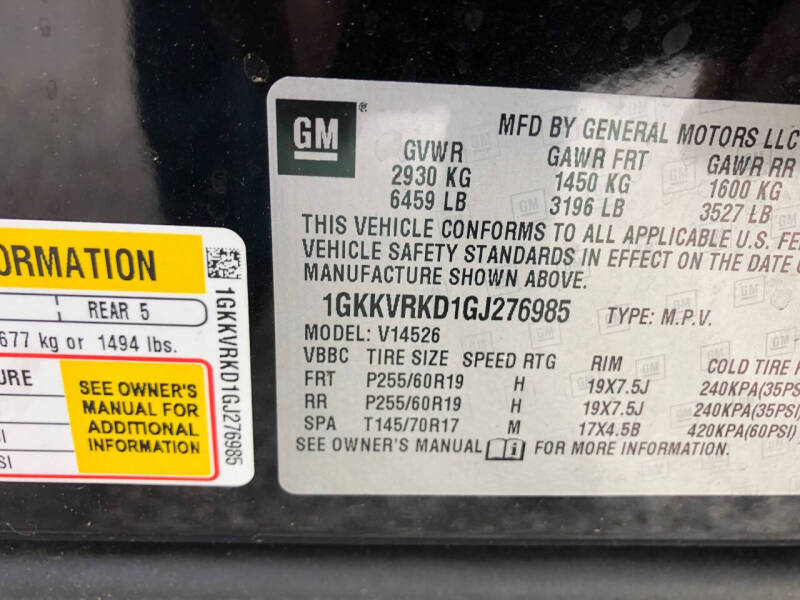 GM®
MFD BY GENERAL MOTORS LLC
GVWR GAWR FRT GAWR RR
2930 KG 1450 KG 1600 KG
6459 LB 3196 LB 3527 LB
THIS VEHICLE CONFORMS TO ALL APPLICABLE U.S. FE
VEHICLE SAFETY STANDARDS IN EFFECT ON THE DATE
MANUFACTURE SHOWN ABOVE.
1GKKVRKD1GJ276985 TYPE: M.P.V.
MODEL: V14526
VBBC TIRE SIZE SPEED RTG RIM COLD TIRE
FRT P255/60R19 H 19X7.5J 240KPA(35PS
RR P255/60R19 H 19X7.5J 240KPA(35PSI)
SPA T145/70R17 M 17X4.5B 420KPA(60PSI)
SEE OWNER'S MANUAL i FOR MORE INFORMATION.
ORMATION
REAR 5
677 kg or 1494 lbs.
URE
SEE OWNER'S
MANUAL FOR
ADDITIONAL
INFORMATION
SI
SI
1GKKVRKD1GJ276985